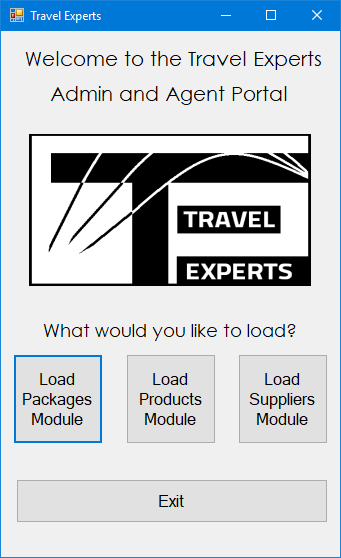 Travel Experts
Welcome to the Travel Experts
Admin and Agent Portal
TRAVEL
EXPERTS
What would you like to load?
Load
Packages
Module
Load
Products
Module
Load
Suppliers
Module
Exit